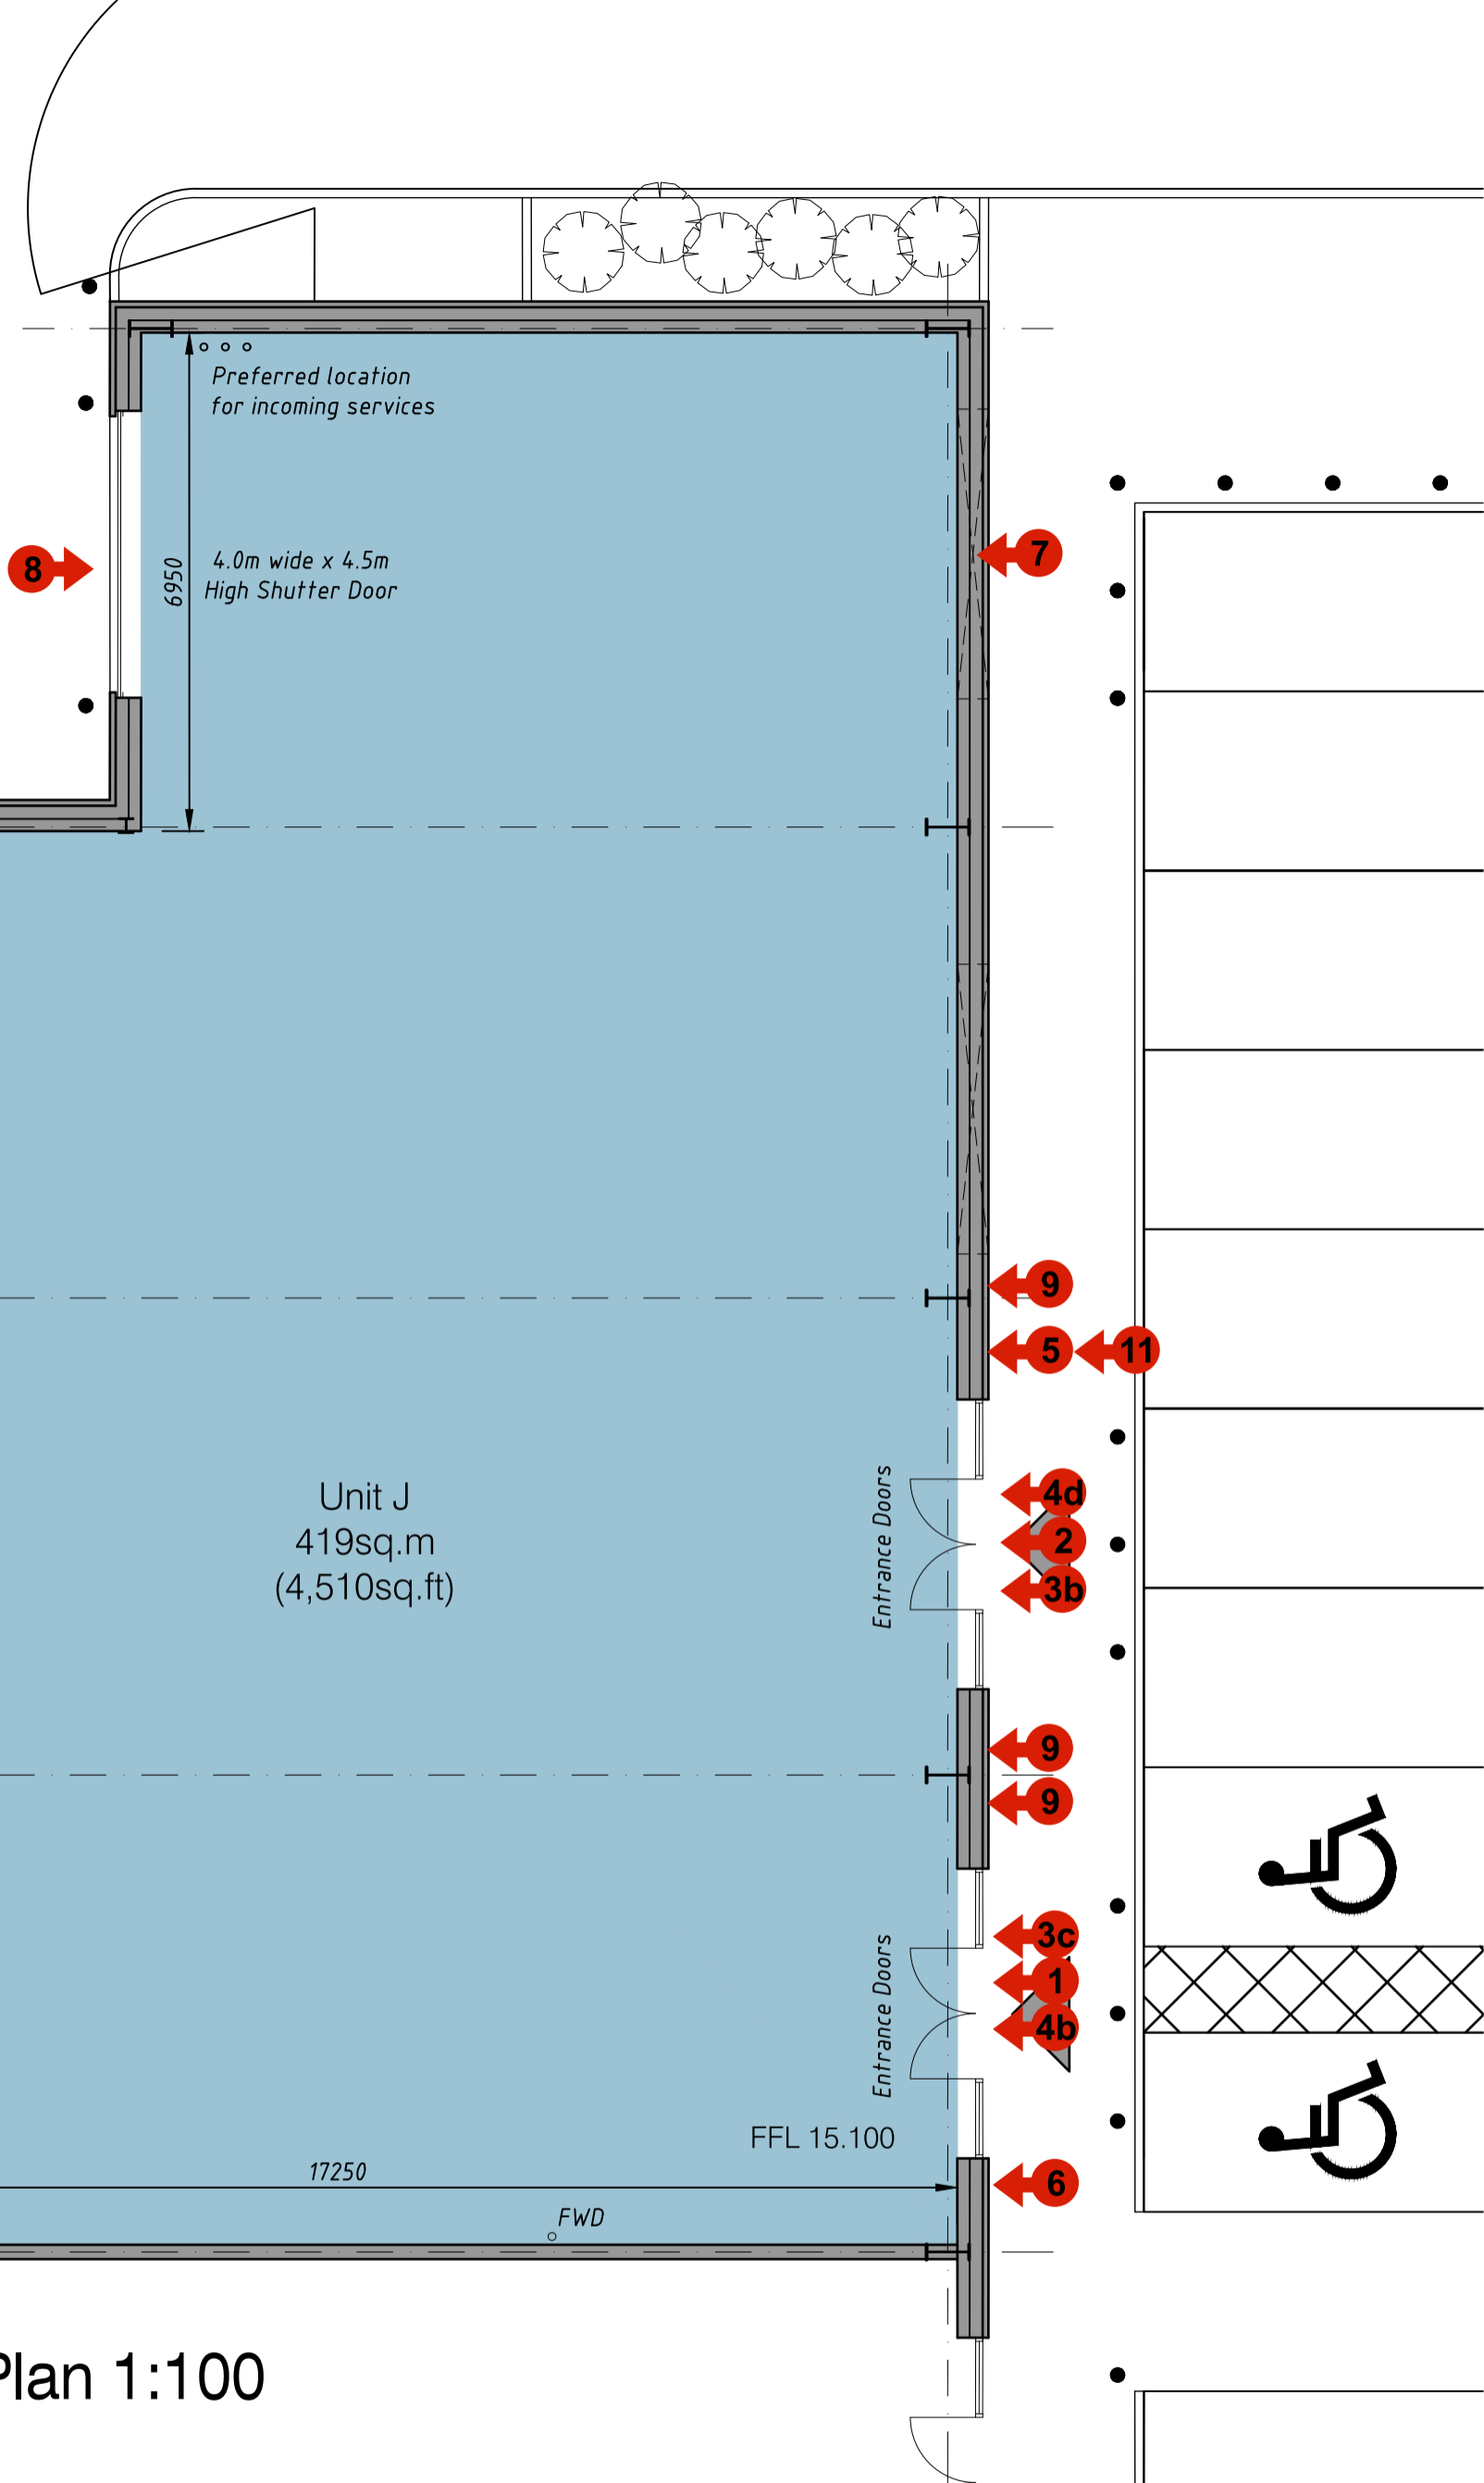 Preferred location
for incoming services
7
6950
4.0m wide x 4.5m
High Shutter Door
8
9
5
11
Unit J
419sq.m
(4,510sq.ft)
Entrance Doors
4d
2
3b
9
9
Entrance Doors
3c
1
4b
FFL 15.100
17250
6
FWD
Plan 1:100